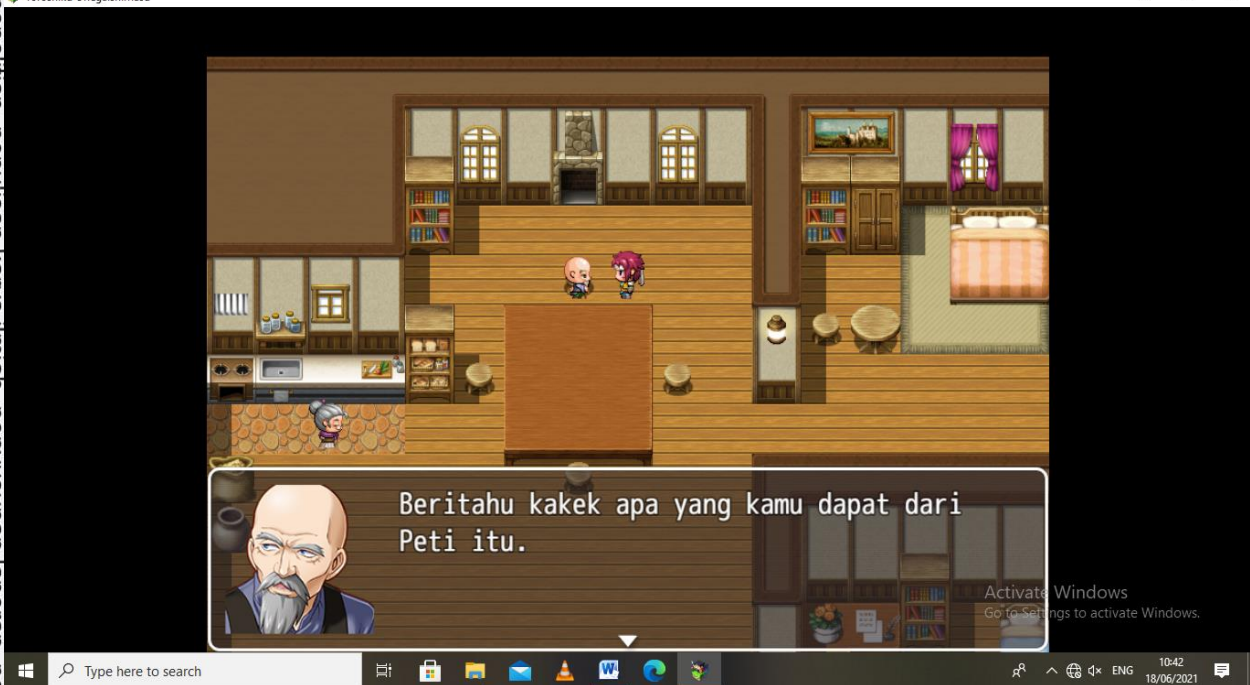 Beritahu kakek apa yang kamu dapat dari
Peti itu.
Activate Windows
Go to Settings to activate Windows.
Type here to search
ENG
10:42
18/06/2021